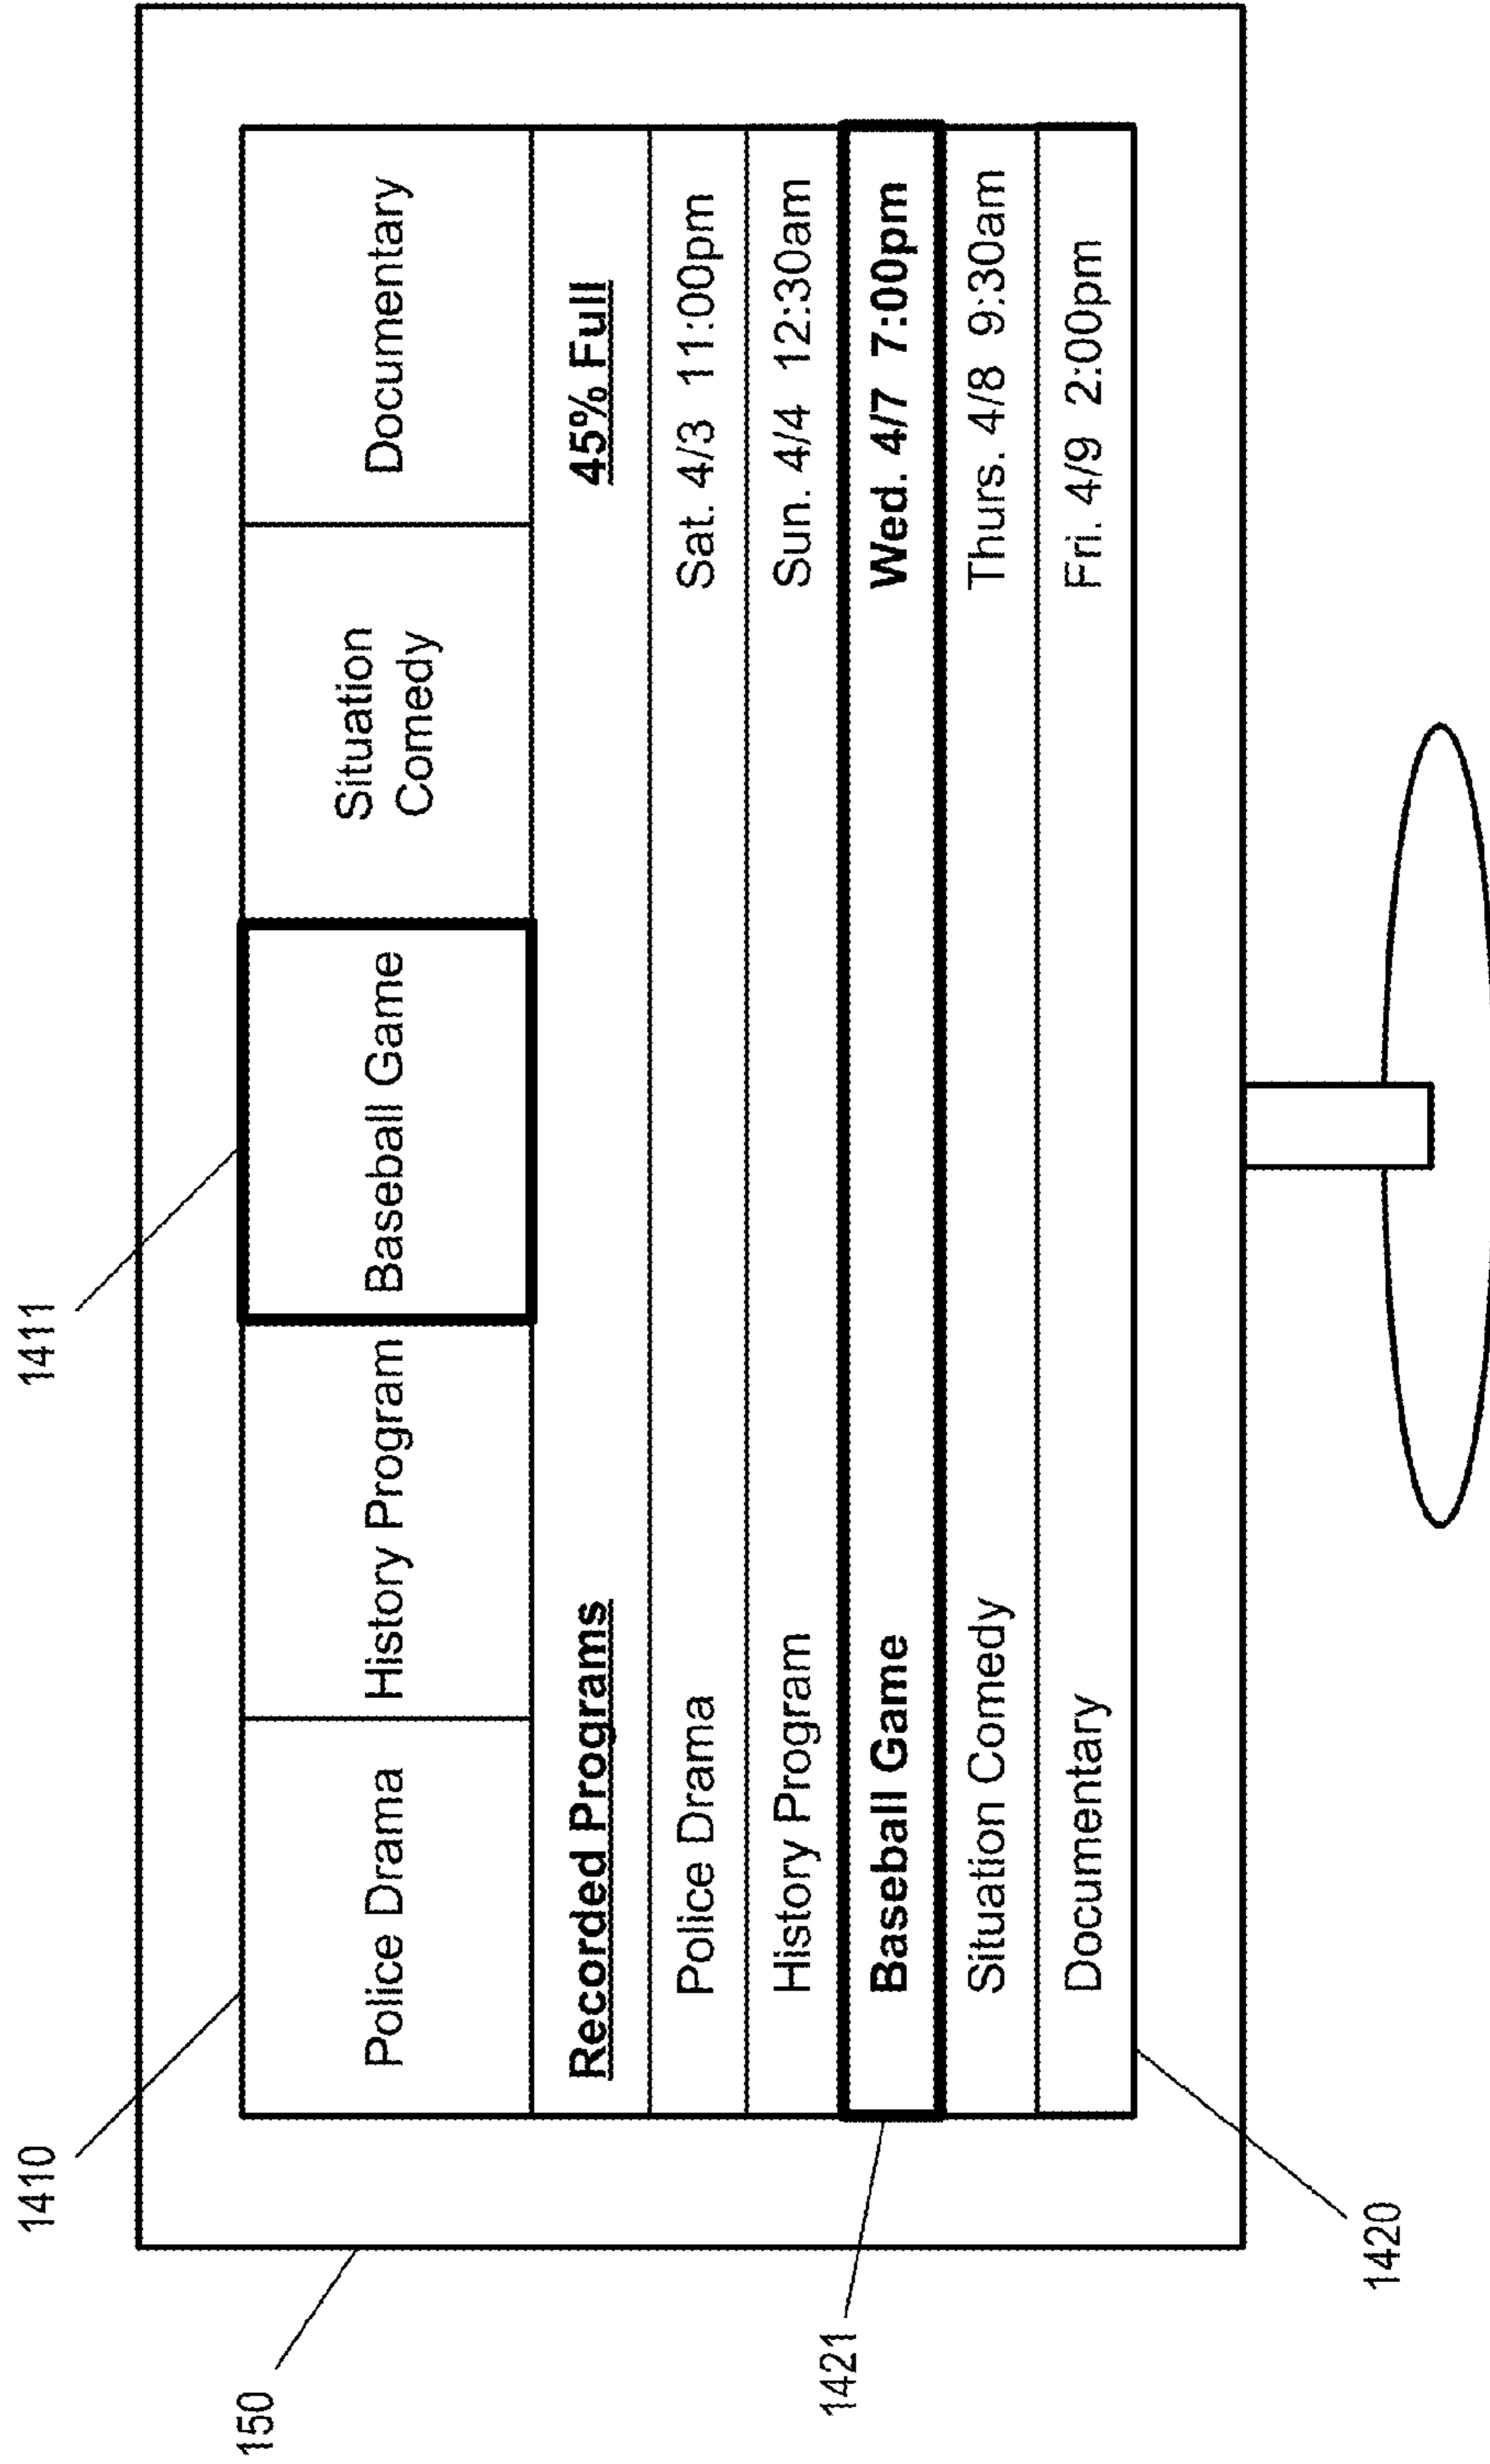 1410
1411
150
Police Drama
History Program
Baseball Game
Situation
Comedy
Documentary
Recorded Programs 45% Full
Police Drama Sat. 4/3 11:00pm
History Program Sun. 4/4 12:30am
Baseball Game Wed. 4/7 7:00pm
Situation Comedy Thurs. 4/8 9:30am
Documentary Fri. 4/9 2:00pm
1421
1420